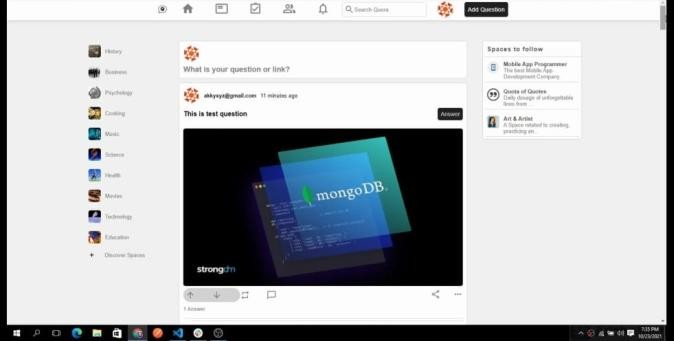 Search Quora
Add Question
History
Business
Psychology
Cooking
Music
Science
Health
Movies
Technology
Education
+ Discover Spaces
What is your question or link?
akkyxyz@gmail.com 11 minutes ago
This is test question
Answer
mongoDB.
strongdm
1 Answer
Spaces to follow
Mobile App Programmer
The best Mobile App
Development Company
Quota of Quotes
Daily dosage of unforgettable
lines from ...
Art & Artist
A Space related to creating,
practicing an...
7:35 PM
10/23/2021